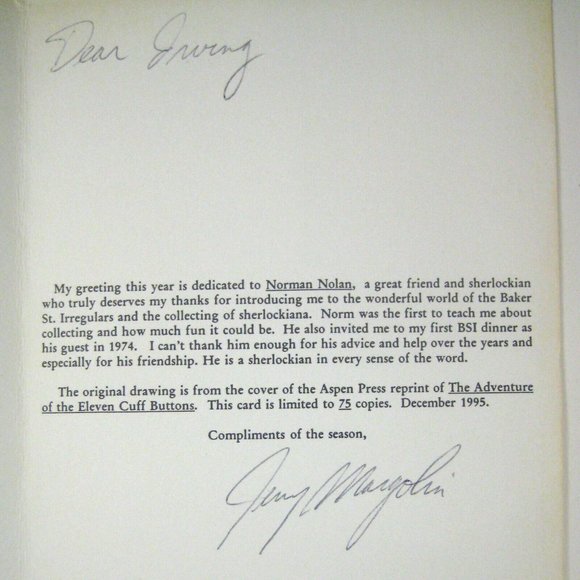 Dear Irving
My greeting this year is dedicated to Norman Nolan, a great friend and sherlockian
who truly deserves my thanks for introducing me to the wonderful world of the Baker
St. Irregulars and the collecting of sherlockiana. Norm was the first to teach me about
collecting and how much fun it could be. He also invited me to my first BSI dinner as
his guest in 1974. I can't thank him enough for his advice and help over the years and
especially for his friendship. He is a sherlockian in every sense of the word.
The original drawing is from the cover of the Aspen Press reprint of The Adventure
of the Eleven Cuff Buttons. This card is limited to 75 copies. December 1995.
Compliments of the season,
Jerry Margolin